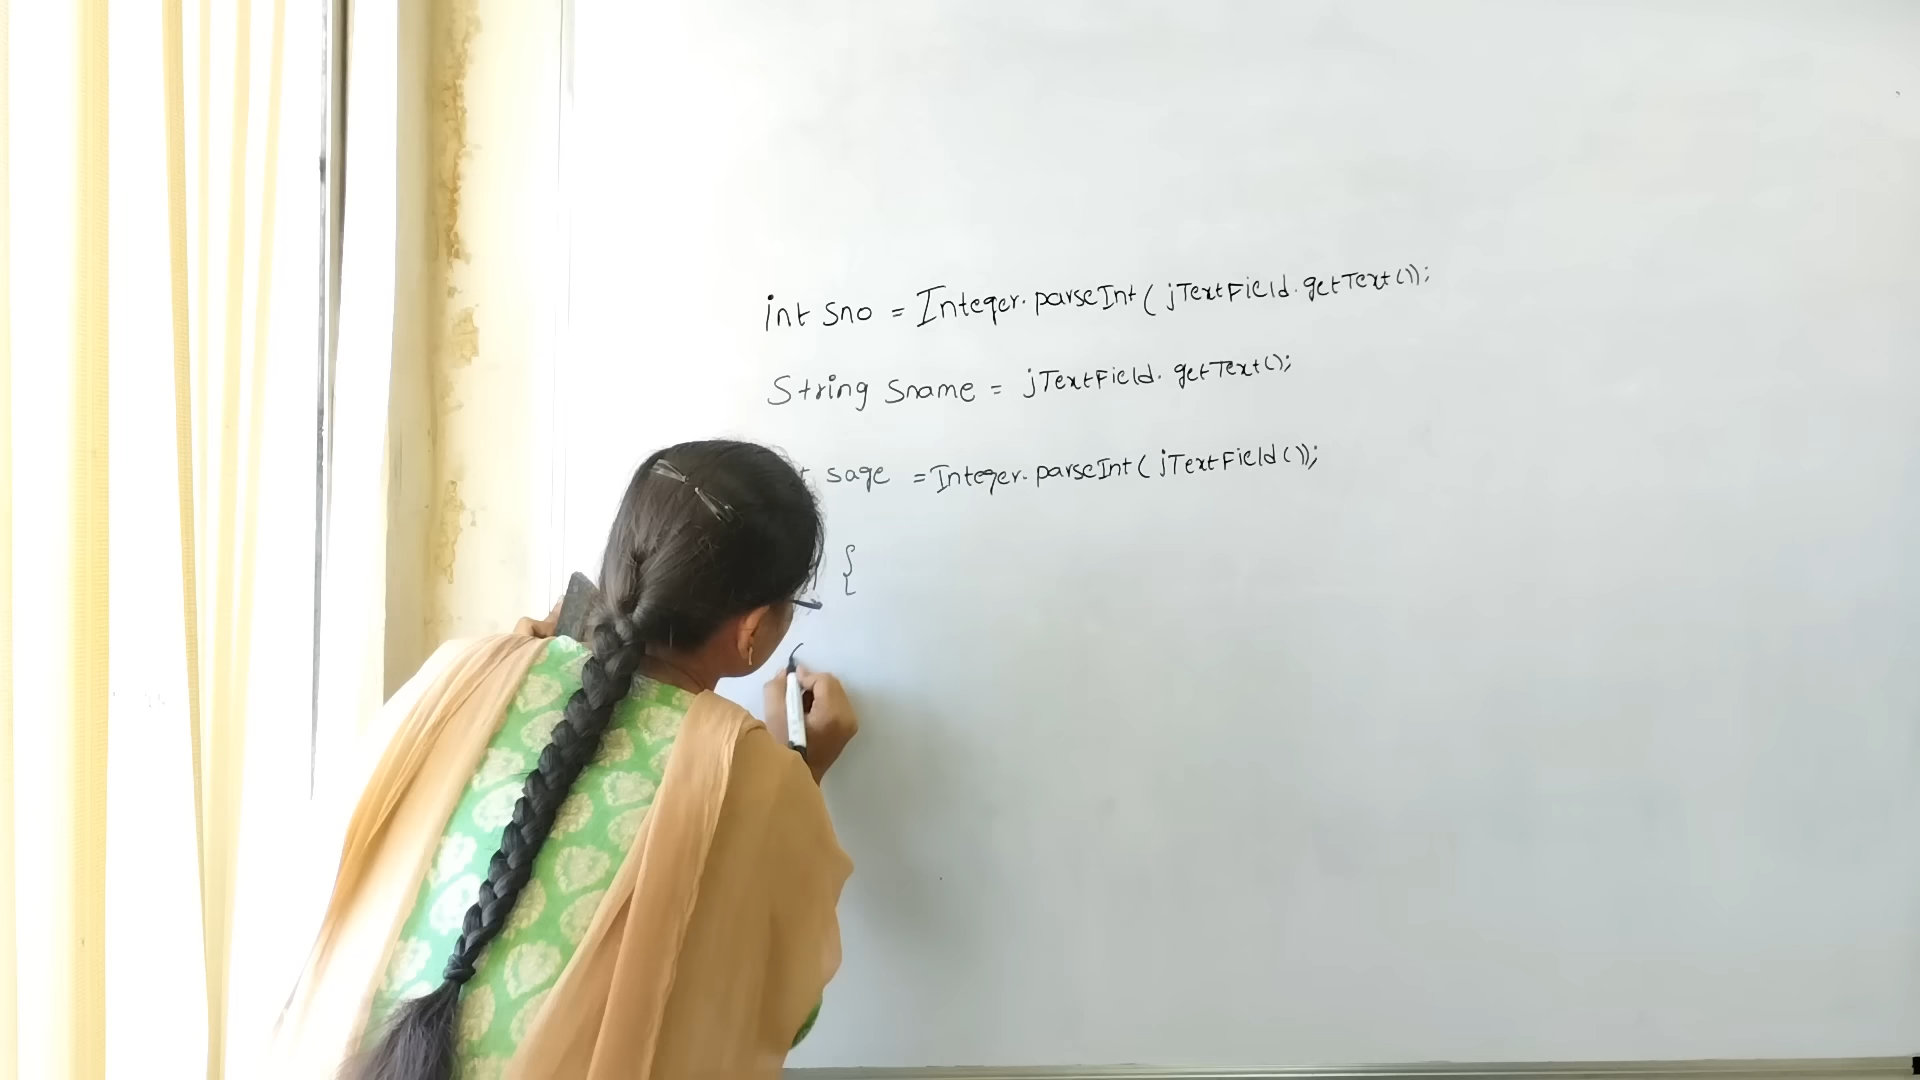 int sno = Integer.parseInt( jTextField.getText());
String sname = jTextField. getText();
t sage = Integer.parseInt( jTextField());
{